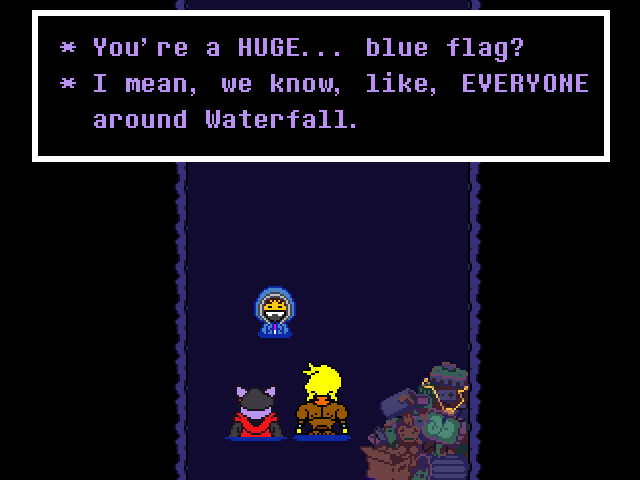 * You're a HUGE... blue flag?
* I mean, we know, like, EVERYONE
around Waterfall.